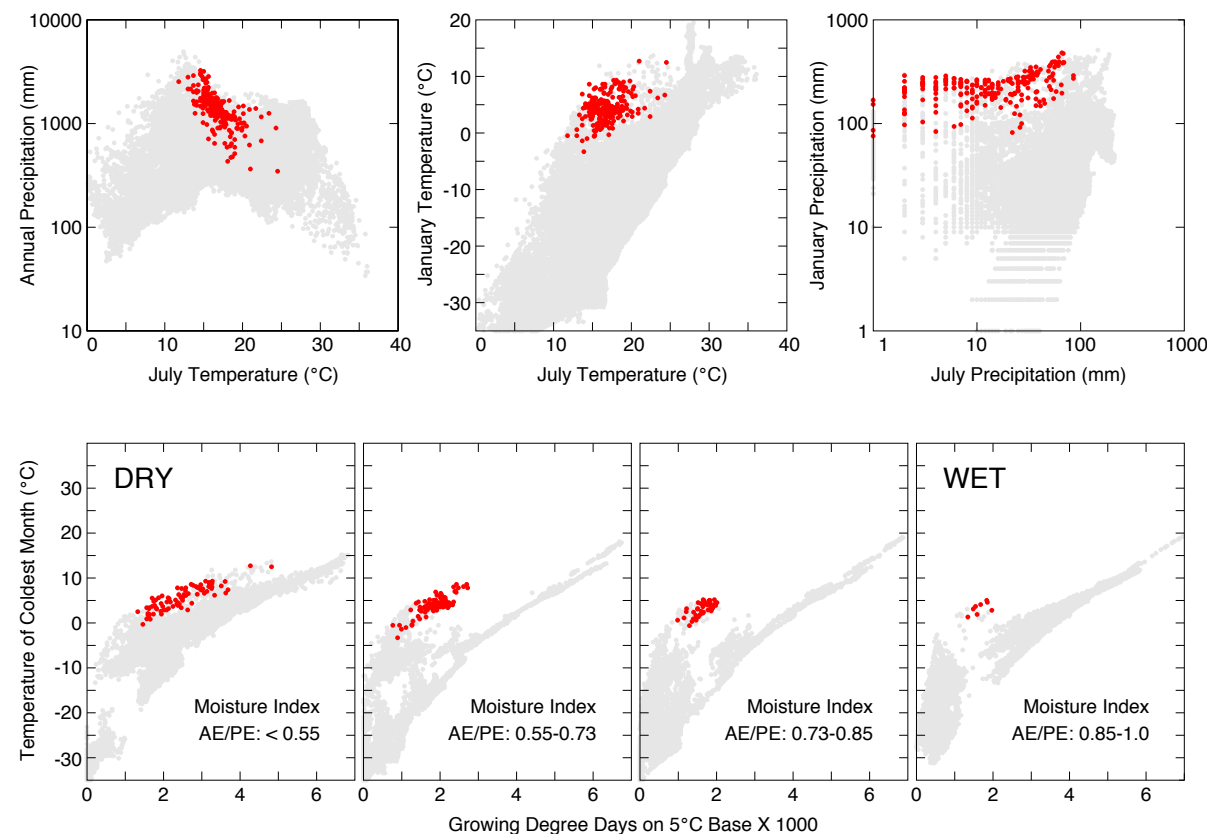 10000
1000
100
10
Annual Precipitation (mm)
0 10 20 30 40
July Temperature (°C)
20
10
0
-10
-20
-30
January Temperature (°C)
0 10 20 30 40
July Temperature (°C)
1000
100
10
1
January Precipitation (mm)
1 10 100 1000
July Precipitation (mm)
Temperature of Coldest Month (°C)
30
20
10
0
-10
-20
-30
DRY
Moisture Index
AE/PE: < 0.55
0 2 4 6
Moisture Index
AE/PE: 0.55-0.73
0 2 4 6
Moisture Index
AE/PE: 0.73-0.85
0 2 4 6
WET
Moisture Index
AE/PE: 0.85-1.0
0 2 4 6
Growing Degree Days on 5°C Base X 1000